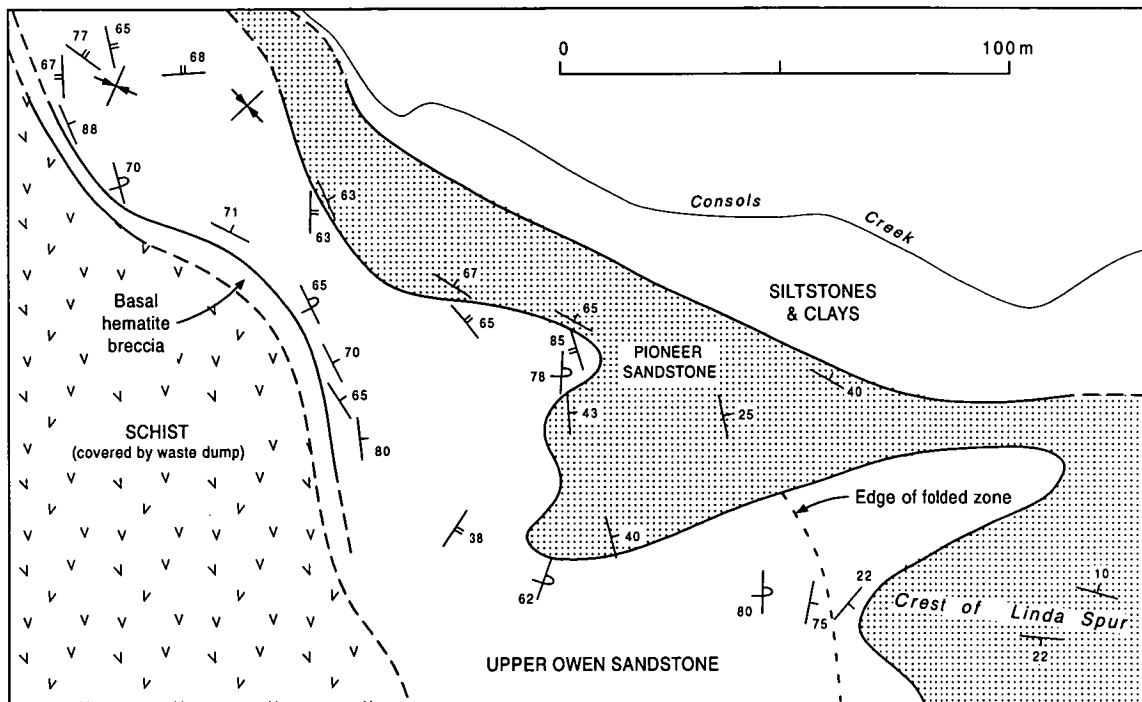 65
77
67
68
0
100m
88
70
63
63
71
Consols
Creek
67
65
Basal
hematite
breccia
65
65
SILTSTONES
& CLAYS
85
PIONEER
SANDSTONE
70
78
40
65
43
25
SCHIST
(covered by waste dump)
80
Edge of folded zone
38
40
62
80
75
22
10
Crest of Linda Spur
22
UPPER OWEN SANDSTONE